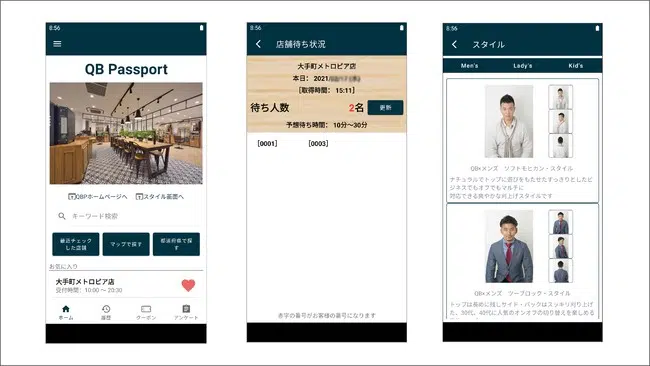 8:56
QB Passport
QBPホームページへ
スタイル画面へ
キーワード検索
最近チェック
した店舗
マップで探す
都道府県で探
す
お気に入り
大手町メトロピア店
受付時間：10:00 ～ 20:30
ホーム
履歴
クーポン
アンケート
8:56
店舗待ち状況
大手町メトロピア店
本日： 2021/
［取得時間： 15:11］
待ち人数 2名 更新
予想待ち時間： 10分～30分
［0001］ ［0003］
赤字の番号がお客様の番号になります
8:56
スタイル
Men's Lady's Kid's
QB×メンズ ソフトモヒカン・スタイル
ナチュラルでトップに遊びをもたせたすっきりとしたビ
ジネスでもオフでもマルチに
対応できる爽やかな刈上げスタイルです
QB×メンズ ツーブロック・スタイル
トップは長めに残しサイド・バックはスッキリ刈り上げ
た、30代、40代に人気のオンオフの切り替えを楽しめる